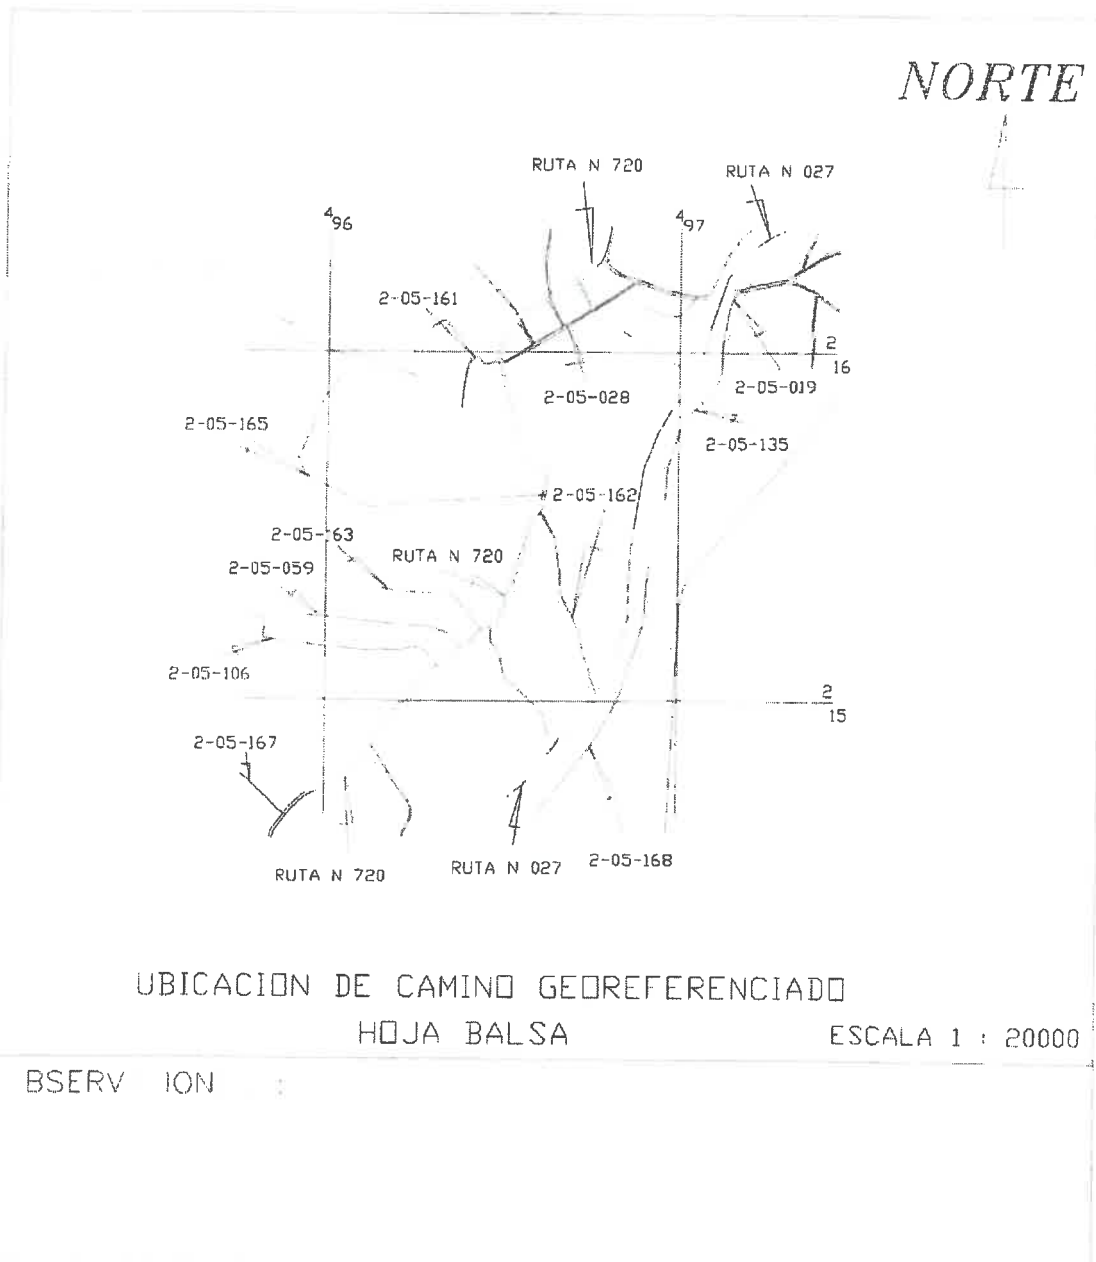 NORTE
RUTA N 720
RUTA N 027
496
497
2-05-161
2
16
2-05-019
2-05-028
2-05-165
2-05-135
2-05-162
2-05-63
RUTA N 720
2-05-059
2-05-106
2
15
2-05-167
RUTA N 720
RUTA N 027
2-05-168
UBICACION DE CAMINO GEOREFERENCIADO
HOJA BALSA
ESCALA 1 : 20000
BSERV ION :